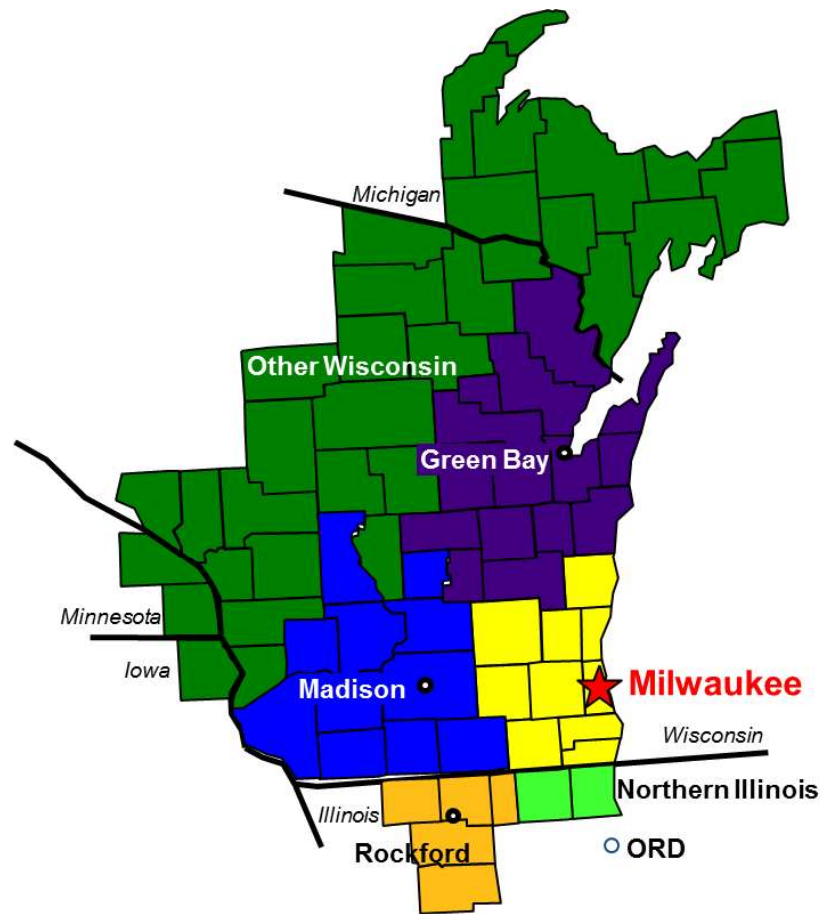 Michigan
Other Wisconsin
Green Bay
Minnesota
Iowa
Madison
Milwaukee
Wisconsin
Northern Illinois
Illinois
Rockford
ORD